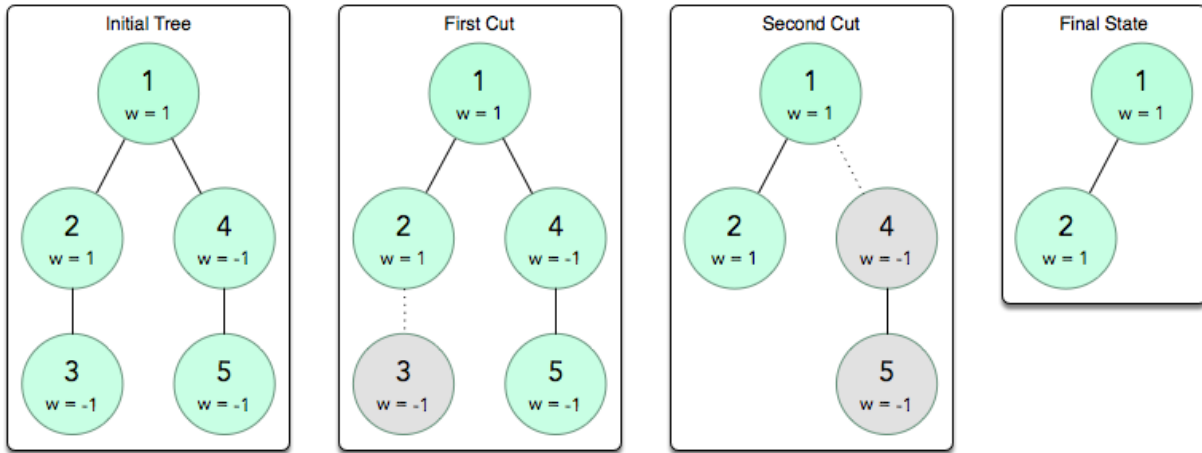 Initial Tree
1
w = 1
2
w = 1
4
w = -1
3
w = -1
5
w = -1
First Cut
1
w = 1
2
w = 1
4
w = -1
3
w = -1
5
w = -1
Second Cut
1
w = 1
2
w = 1
4
w = -1
5
w = -1
Final State
1
w = 1
2
w = 1